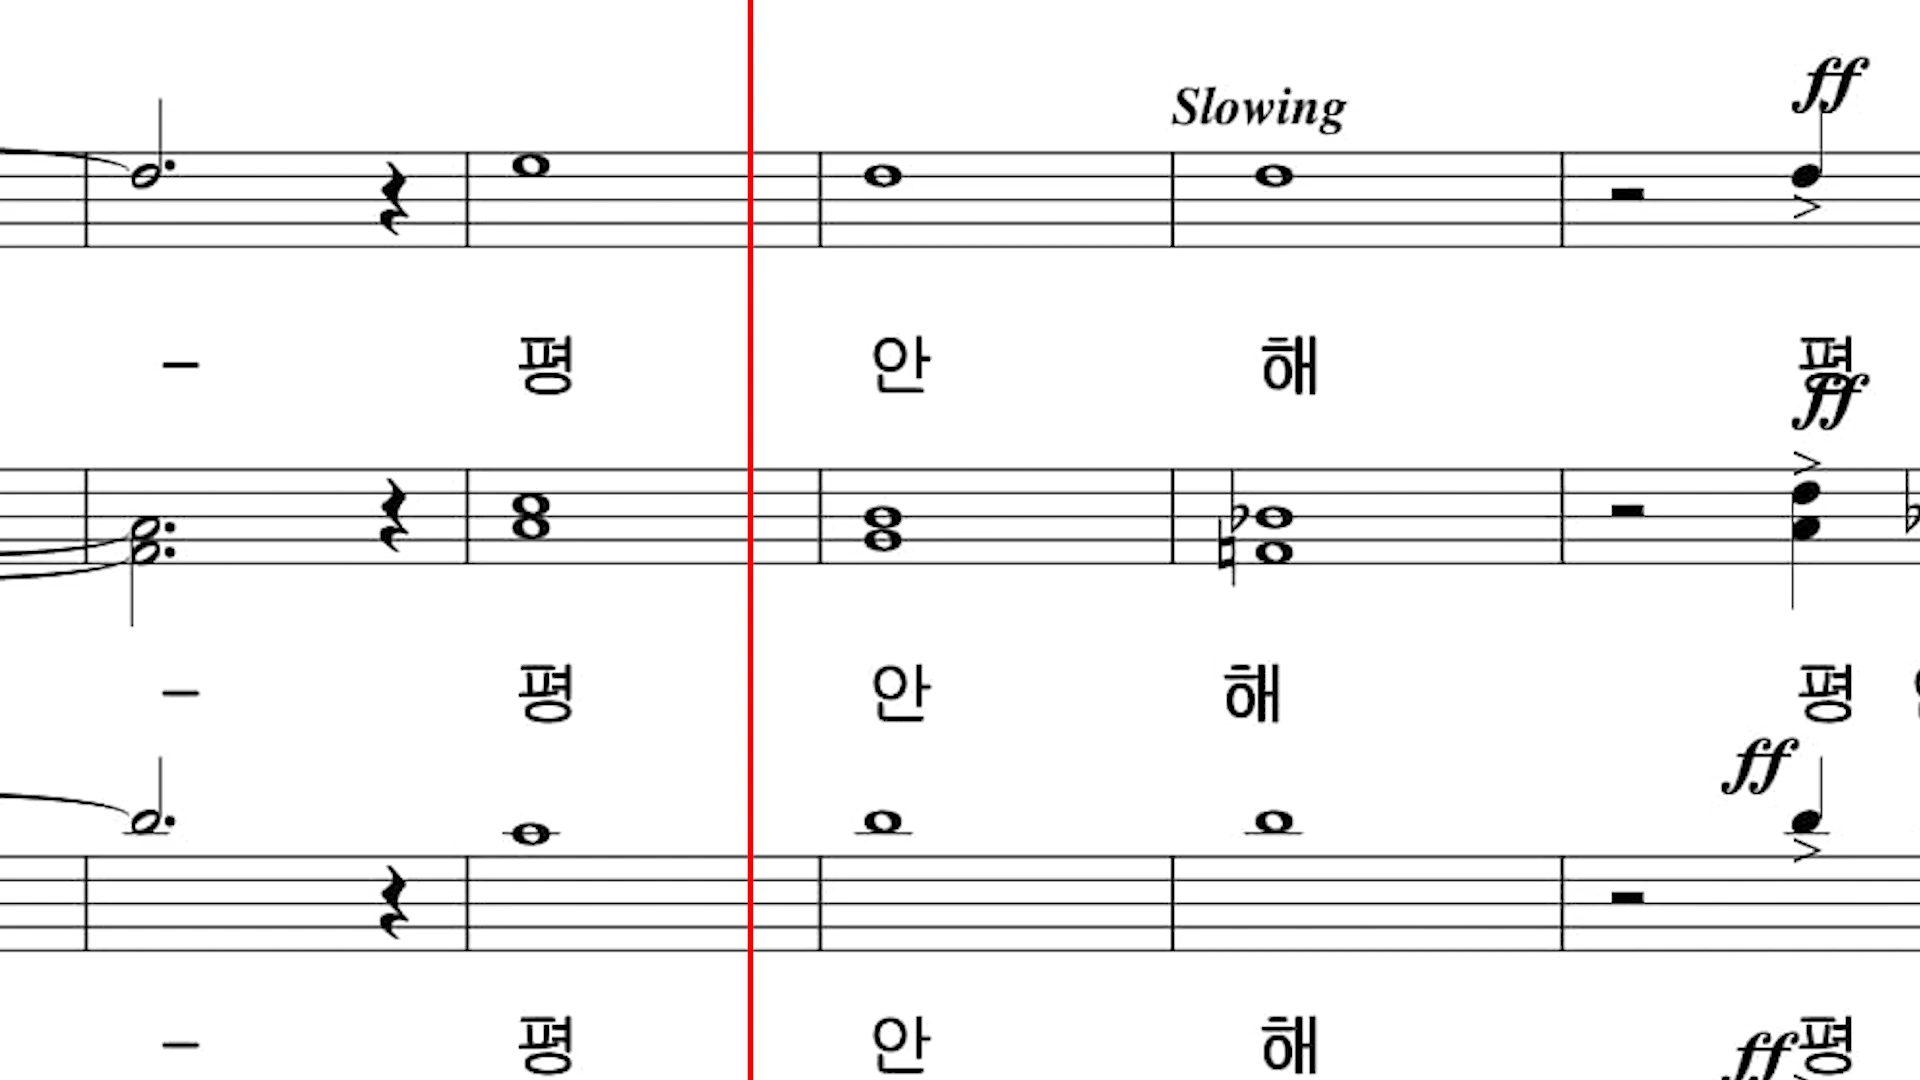 ff
Slowing
– 평 안 해 평
ff
– 평 안 해 평
ff
– 평 안 해 평
ff